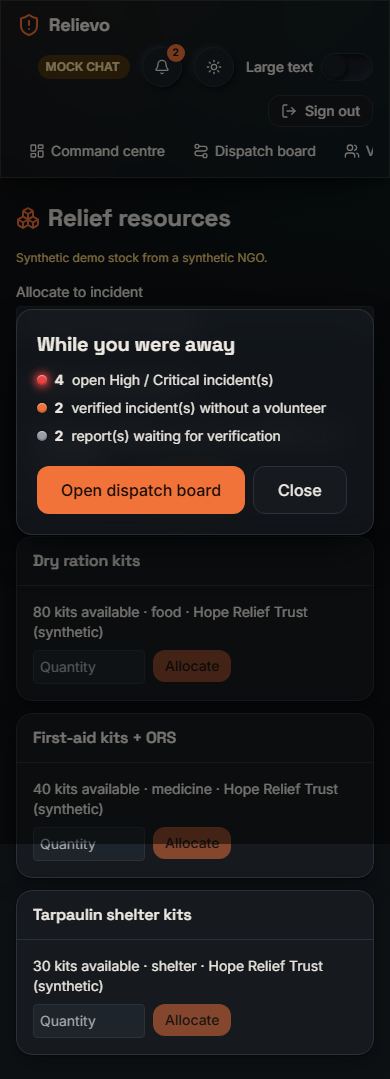 Relievo
MOCK CHAT
2
Large text
Sign out
Command centre
Dispatch board
Relief resources
Synthetic demo stock from a synthetic NGO.
Allocate to incident
While you were away
4 open High / Critical incident(s)
2 verified incident(s) without a volunteer
2 report(s) waiting for verification
Open dispatch board
Close
Dry ration kits
80 kits available · food · Hope Relief Trust
(synthetic)
Quantity
Allocate
First-aid kits + ORS
40 kits available · medicine · Hope Relief Trust
(synthetic)
Quantity
Allocate
Tarpaulin shelter kits
30 kits available · shelter · Hope Relief Trust
(synthetic)
Quantity
Allocate